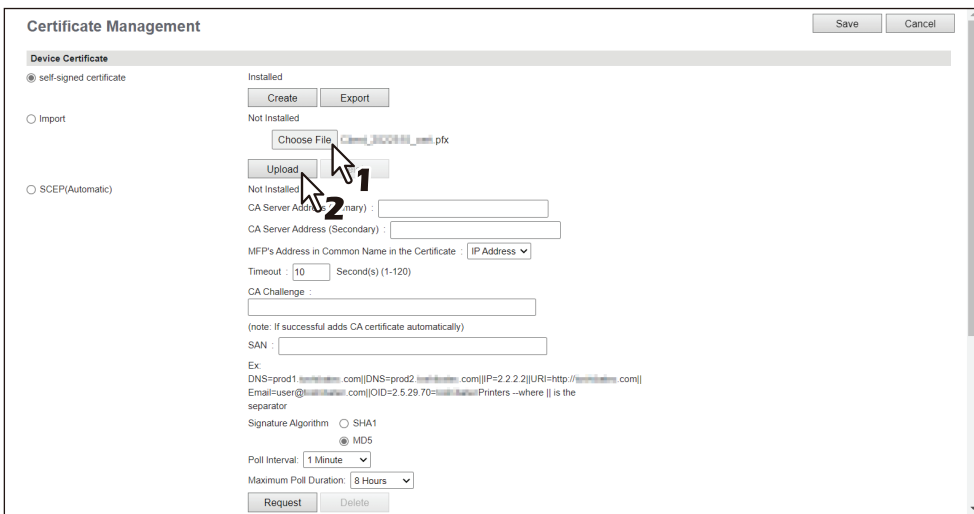 Certificate Management
Save
Cancel
Device Certificate
self-signed certificate
Installed
Create
Export
Import
Not Installed
Choose File
pfx
Upload
1
SCEP(Automatic)
Not Installed
2
CA Server Address mary) :
CA Server Address (Secondary) :
MFP's Address in Common Name in the Certificate : IP Address
Timeout : 10 Second(s) (1-120)
CA Challenge :
(note: If successful adds CA certificate automatically)
SAN :
Ex:
DNS=prod1. .com||DNS=prod2. .com||IP=2.2.2.2||URI=http:// .com||
Email=user@ .com||OID=2.5.29.70= Printers --where || is the
separator
Signature Algorithm SHA1
MD5
Poll Interval: 1 Minute
Maximum Poll Duration: 8 Hours
Request
Delete